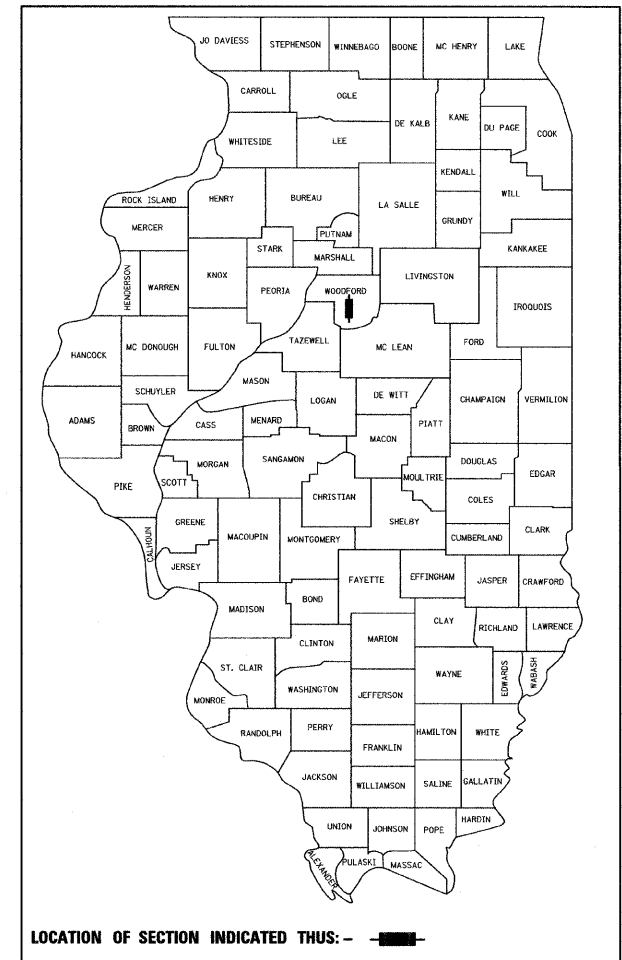 JO DAVIESS
STEPHENSON
WINNEBAGO
BOONE
MC HENRY
LAKE
CARROLL
OGLE
DE KALB
KANE
DU PAGE
COOK
WHITESIDE
LEE
KENDALL
WILL
ROCK ISLAND
HENRY
BUREAU
LA SALLE
GRUNDY
MERCER
PUTNAM
STARK
MARSHALL
KANKAKEE
HENDERSON
WARREN
KNOX
PEORIA
WOODFORD
LIVINGSTON
IROQUOIS
HANCOCK
MC DONOUGH
FULTON
TAZEWELL
MC LEAN
FORD
SCHUYLER
MASON
LOGAN
DE WITT
CHAMPAIGN
VERMILION
ADAMS
BROWN
CASS
MENARD
MACON
PIATT
PIKE
SCOTT
MORGAN
SANGAMON
CHRISTIAN
MOULTRIE
DOUGLAS
EDGAR
COLES
CALHOUN
GREENE
MACOUPIN
MONTGOMERY
SHELBY
CUMBERLAND
CLARK
JERSEY
FAYETTE
EFFINGHAM
JASPER
CRAWFORD
MADISON
BOND
CLAY
RICHLAND
LAWRENCE
CLINTON
MARION
ST. CLAIR
WAYNE
EDWARDS
WABASH
MONROE
WASHINGTON
JEFFERSON
RANDOLPH
PERRY
HAMILTON
WHITE
FRANKLIN
JACKSON
WILLIAMSON
SALINE
GALLATIN
UNION
JOHNSON
POPE
HARDIN
ALEXANDER
PULASKI
MASSAC
LOCATION OF SECTION INDICATED THUS: -